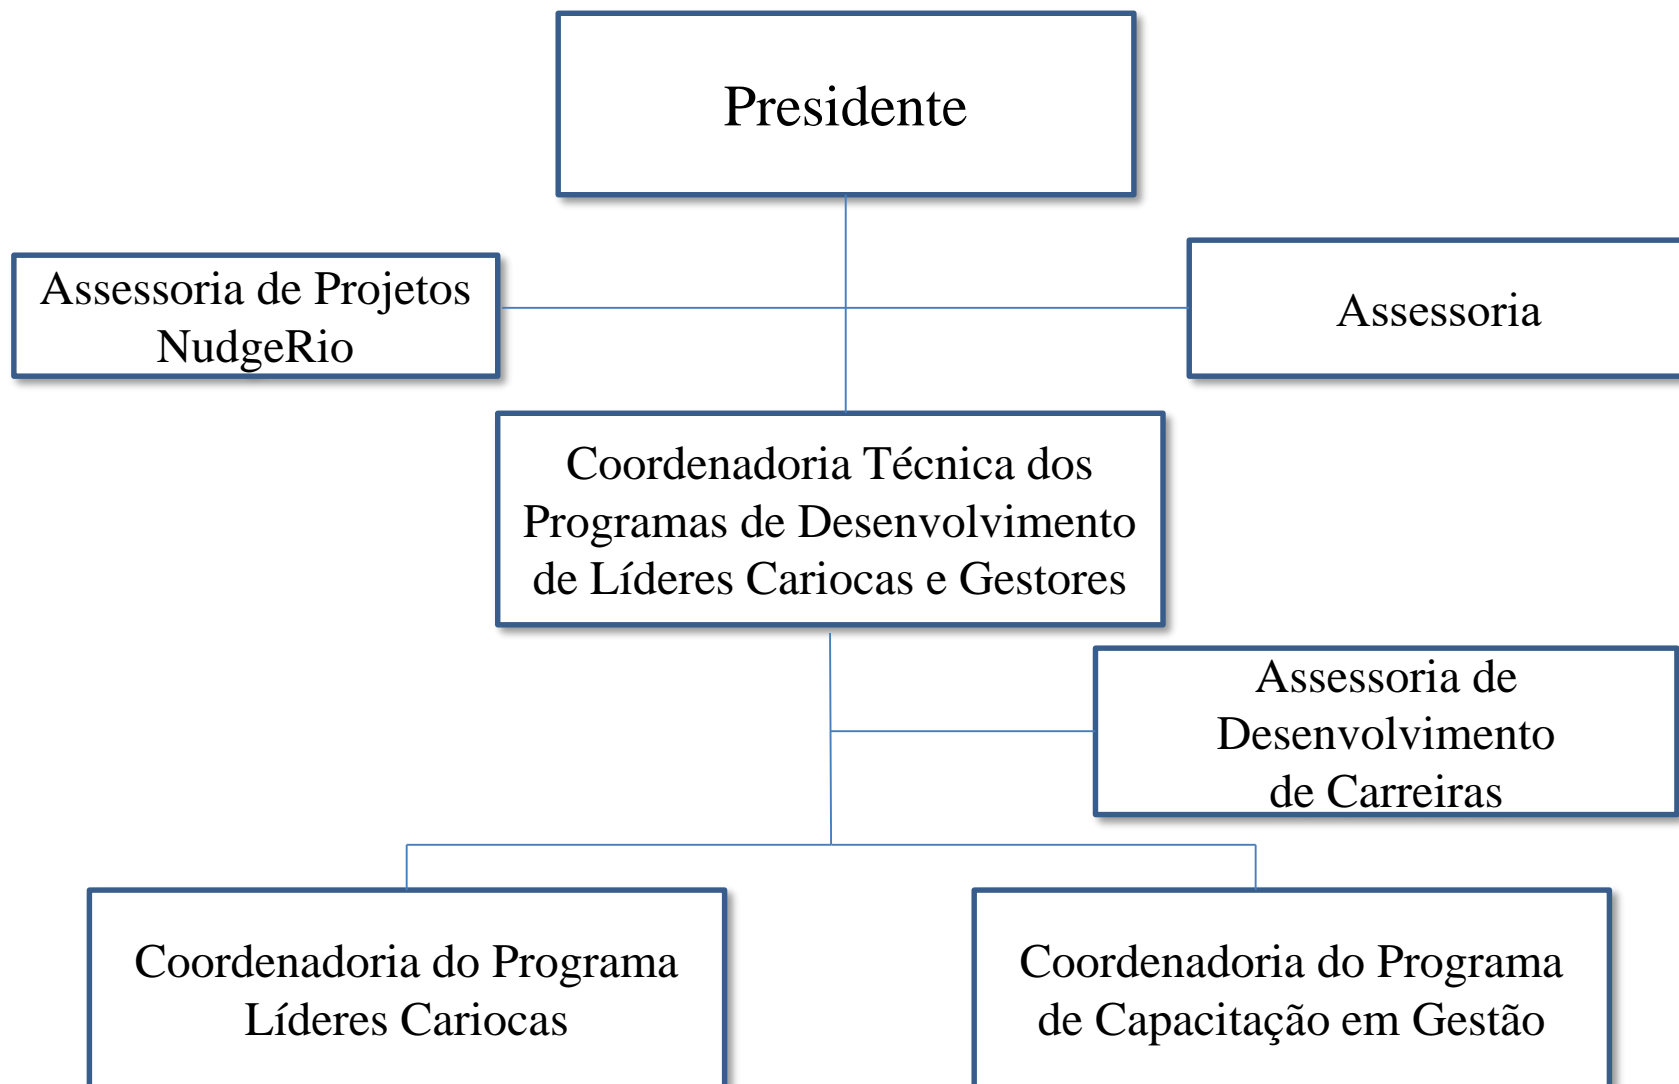 Presidente
Assessoria de Projetos
NudgeRio
Assessoria
Coordenadoria Técnica dos
Programas de Desenvolvimento
de Líderes Cariocas e Gestores
Assessoria de
Desenvolvimento
de Carreiras
Coordenadoria do Programa
Líderes Cariocas
Coordenadoria do Programa
de Capacitação em Gestão